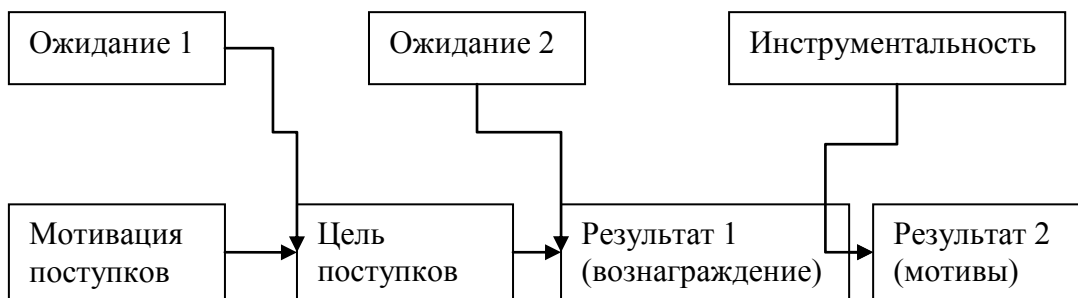 Ожидание 1
Ожидание 2
Инструментальность
Мотивация
поступков
Цель
поступков
Результат 1
(вознаграждение)
Результат 2
(мотивы)